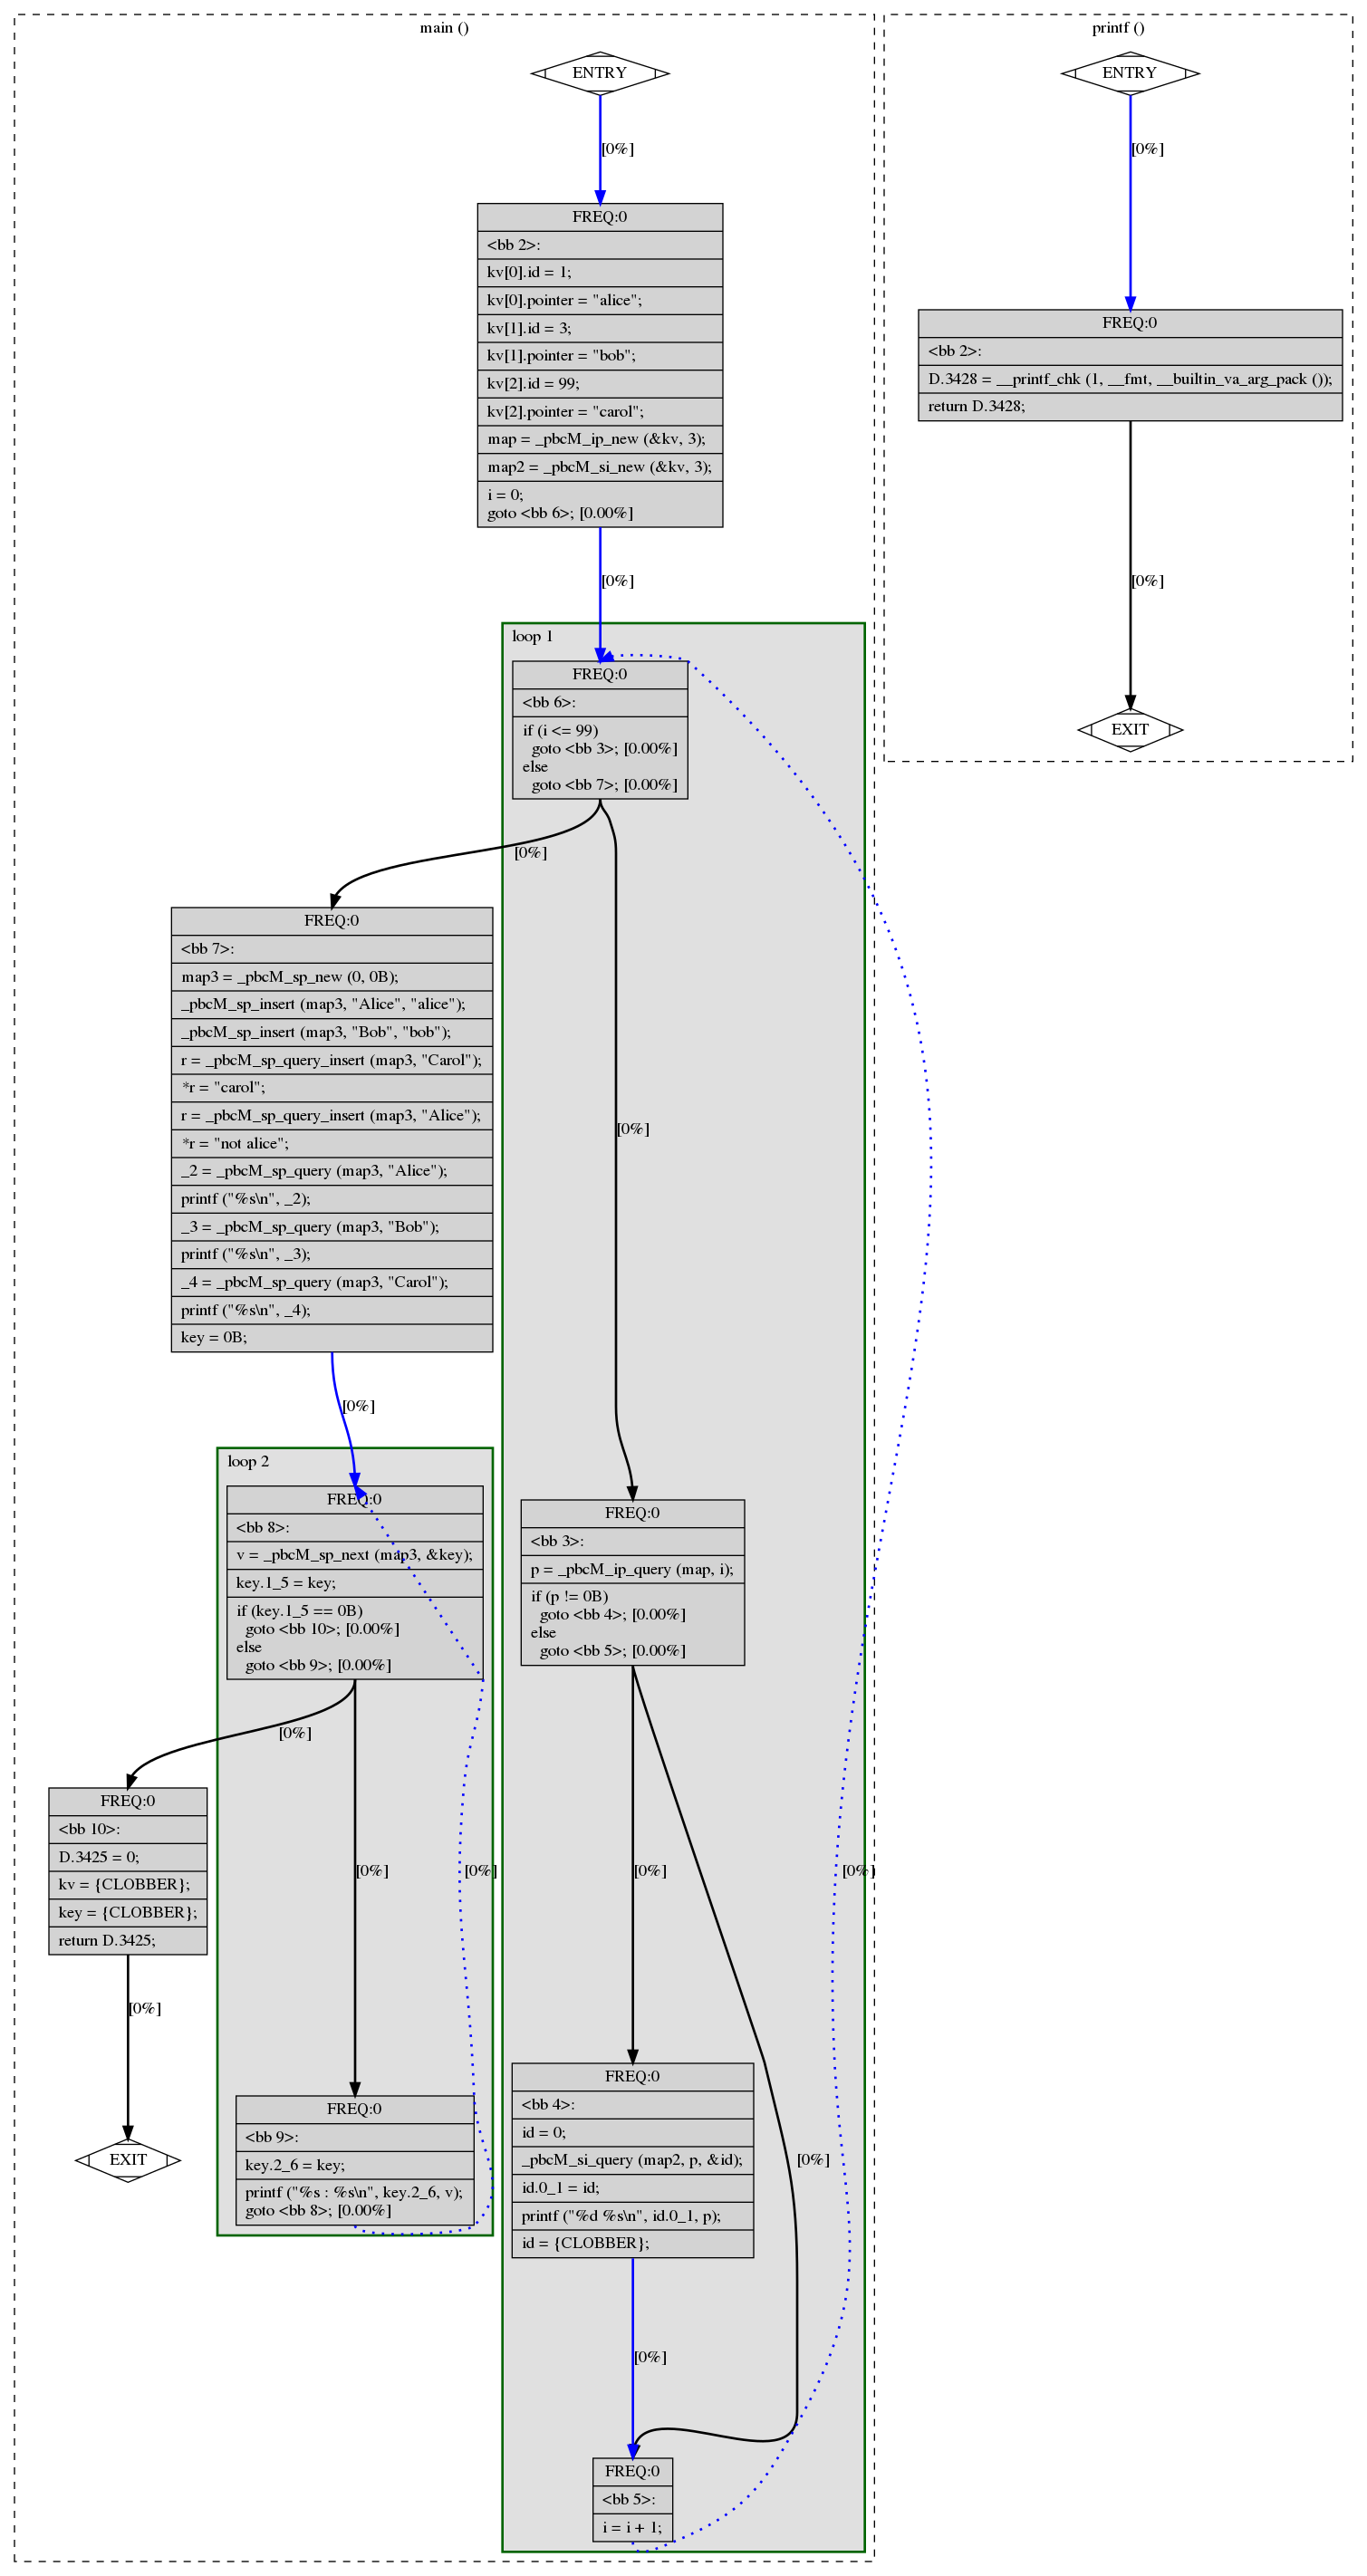 main ()
ENTRY
[0%]
FREQ:0
<bb 2>:
kv[0].id = 1;
kv[0].pointer = "alice";
kv[1].id = 3;
kv[1].pointer = "bob";
kv[2].id = 99;
kv[2].pointer = "carol";
map = _pbcM_ip_new (&kv, 3);
map2 = _pbcM_si_new (&kv, 3);
i = 0;
goto <bb 6>; [0.00%]
[0%]
loop 1
FREQ:0
<bb 6>:
if (i <= 99)
goto <bb 3>; [0.00%]
else
goto <bb 7>; [0.00%]
[0%]
[0%]
FREQ:0
<bb 7>:
map3 = _pbcM_sp_new (0, 0B);
_pbcM_sp_insert (map3, "Alice", "alice");
_pbcM_sp_insert (map3, "Bob", "bob");
r = _pbcM_sp_query_insert (map3, "Carol");
*r = "carol";
r = _pbcM_sp_query_insert (map3, "Alice");
*r = "not alice";
_2 = _pbcM_sp_query (map3, "Alice");
printf ("%s\n", _2);
_3 = _pbcM_sp_query (map3, "Bob");
printf ("%s\n", _3);
_4 = _pbcM_sp_query (map3, "Carol");
printf ("%s\n", _4);
key = 0B;
[0%]
loop 2
FREQ:0
<bb 8>:
v = _pbcM_sp_next (map3, &key);
key.1_5 = key;
if (key.1_5 == 0B)
goto <bb 10>; [0.00%]
else
goto <bb 9>; [0.00%]
[0%]
[0%]
[0%]
FREQ:0
<bb 10>:
D.3425 = 0;
kv = {CLOBBER};
key = {CLOBBER};
return D.3425;
[0%]
EXIT
FREQ:0
<bb 9>:
key.2_6 = key;
printf ("%s : %s\n", key.2_6, v);
goto <bb 8>; [0.00%]
FREQ:0
<bb 3>:
p = _pbcM_ip_query (map, i);
if (p != 0B)
goto <bb 4>; [0.00%]
else
goto <bb 5>; [0.00%]
[0%]
[0%]
[0%]
FREQ:0
<bb 4>:
id = 0;
_pbcM_si_query (map2, p, &id);
id.0_1 = id;
printf ("%d %s\n", id.0_1, p);
id = {CLOBBER};
[0%]
FREQ:0
<bb 5>:
i = i + 1;
printf ()
ENTRY
[0%]
FREQ:0
<bb 2>:
D.3428 = __printf_chk (1, __fmt, __builtin_va_arg_pack ());
return D.3428;
[0%]
EXIT